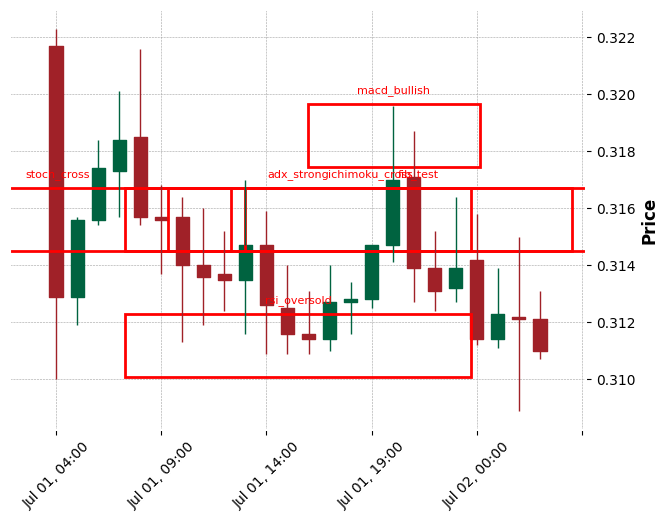 0.322
macd_bullish
0.320
stoch_cross
adx_strong
ichimoku_cross
0.318
0.316
Price
0.314
rsi_oversold
0.312
0.310
Jul 01, 04:00
Jul 01, 09:00
Jul 01, 14:00
Jul 01, 19:00
Jul 02, 00:00